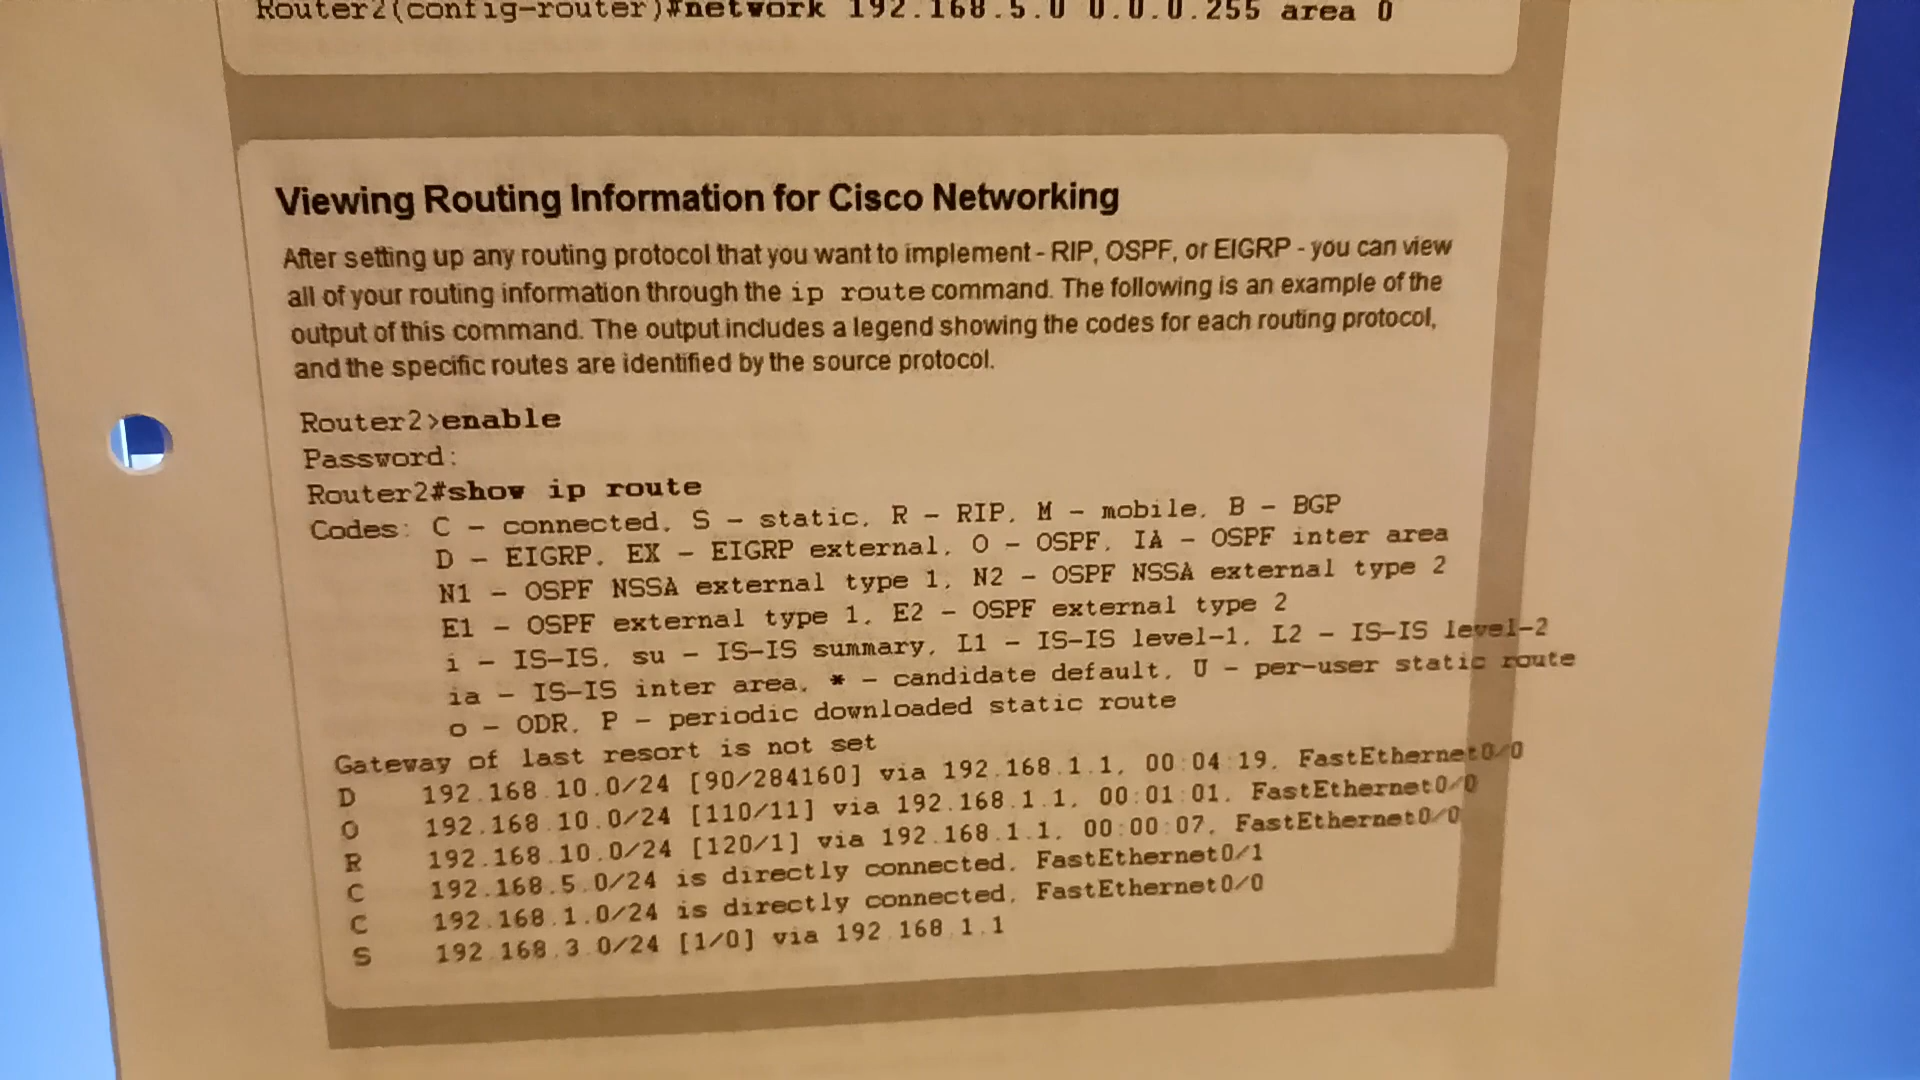 Router2(config-router)#network 192.168.5.0 0.0.0.255 area 0
Viewing Routing Information for Cisco Networking
After setting up any routing protocol that you want to implement - RIP, OSPF, or EIGRP - you can view
all of your routing information through the ip route command. The following is an example of the
output of this command. The output includes a legend showing the codes for each routing protocol,
and the specific routes are identified by the source protocol.
Router2>enable
Password:
Router2#show ip route
Codes: C - connected, S - static, R - RIP, M - mobile, B - BGP
D - EIGRP, EX - EIGRP external, O - OSPF, IA - OSPF inter area
N1 - OSPF NSSA external type 1, N2 - OSPF NSSA external type 2
E1 - OSPF external type 1, E2 - OSPF external type 2
i - IS-IS, su - IS-IS summary, L1 - IS-IS level-1, L2 - IS-IS level-2
ia - IS-IS inter area, * - candidate default, U - per-user static route
o - ODR, P - periodic downloaded static route
Gateway of last resort is not set
D 192.168.10.0/24 [90/284160] via 192.168.1.1, 00:04:19, FastEthernet0/0
O 192.168.10.0/24 [110/11] via 192.168.1.1, 00:01:01, FastEthernet0/0
R 192.168.10.0/24 [120/1] via 192.168.1.1, 00:00:07, FastEthernet0/0
C 192.168.5.0/24 is directly connected, FastEthernet0/1
C 192.168.1.0/24 is directly connected, FastEthernet0/0
S 192.168.3.0/24 [1/0] via 192.168.1.1